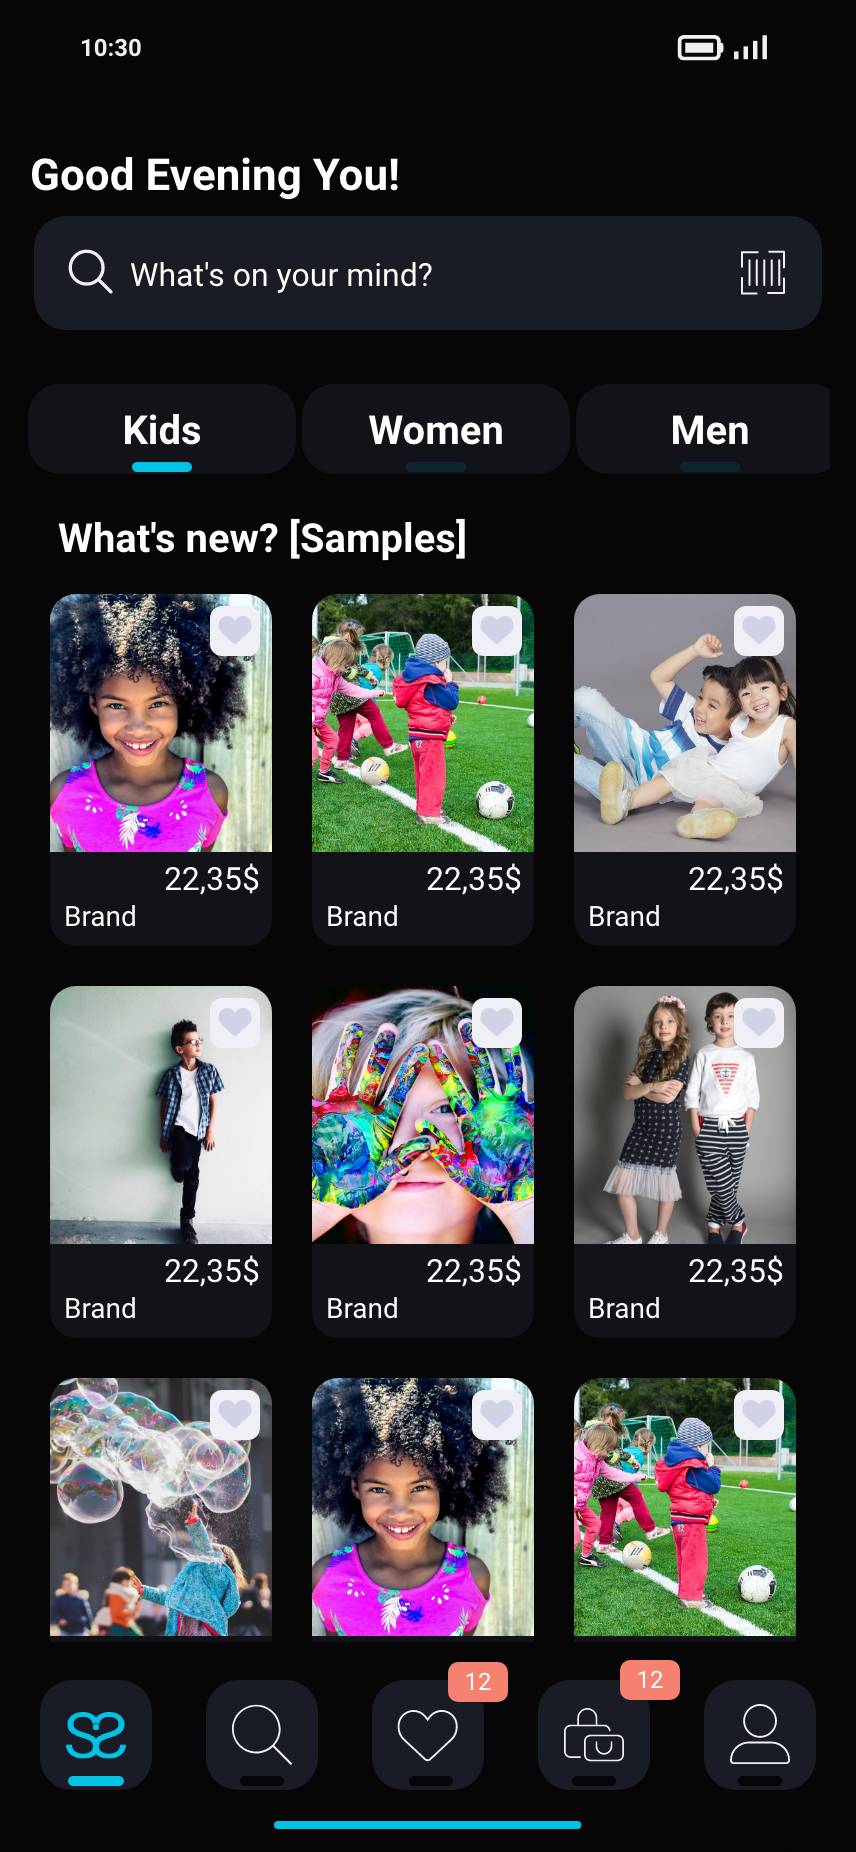 10:30
Good Evening You!
What's on your mind?
Kids
Women
Men
What's new? [Samples]
22,35$
Brand
22,35$
Brand
22,35$
Brand
22,35$
Brand
22,35$
Brand
22,35$
Brand
12
12